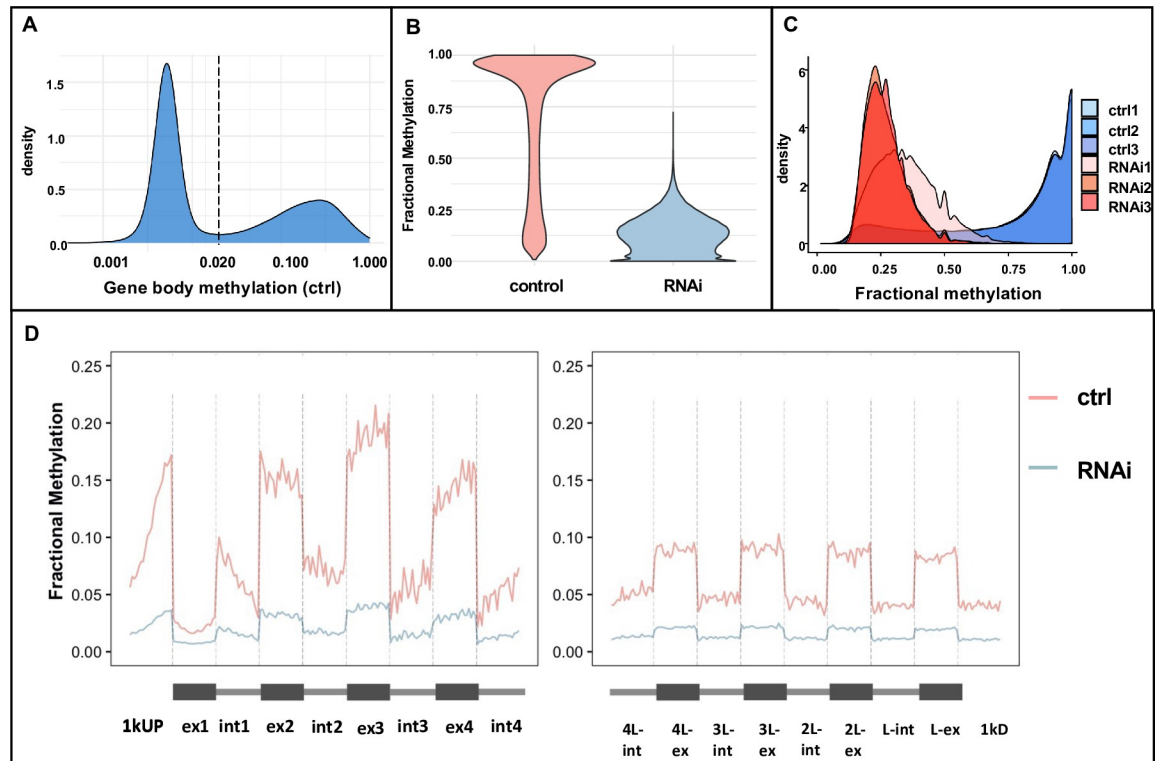 A
density
1.5
1.0
0.5
0.0
0.001 0.020 0.100 1.000
Gene body methylation (ctrl)
B
Fractional Methylation
1.00
0.75
0.50
0.25
0.00
control RNAi
C
density
6
4
2
0
0.00 0.25 0.50 0.75 1.00
Fractional methylation
ctrl1
ctrl2
ctrl3
RNAi1
RNAi2
RNAi3
D
Fractional Methylation
0.25
0.20
0.15
0.10
0.05
0.00
1kUP ex1 int1 ex2 int2 ex3 int3 ex4 int4
0.25
0.20
0.15
0.10
0.05
0.00
4L- 4L- 3L- 3L- 2L- 2L- L-int L-ex 1kD
int ex int ex int ex
ctrl
RNAi